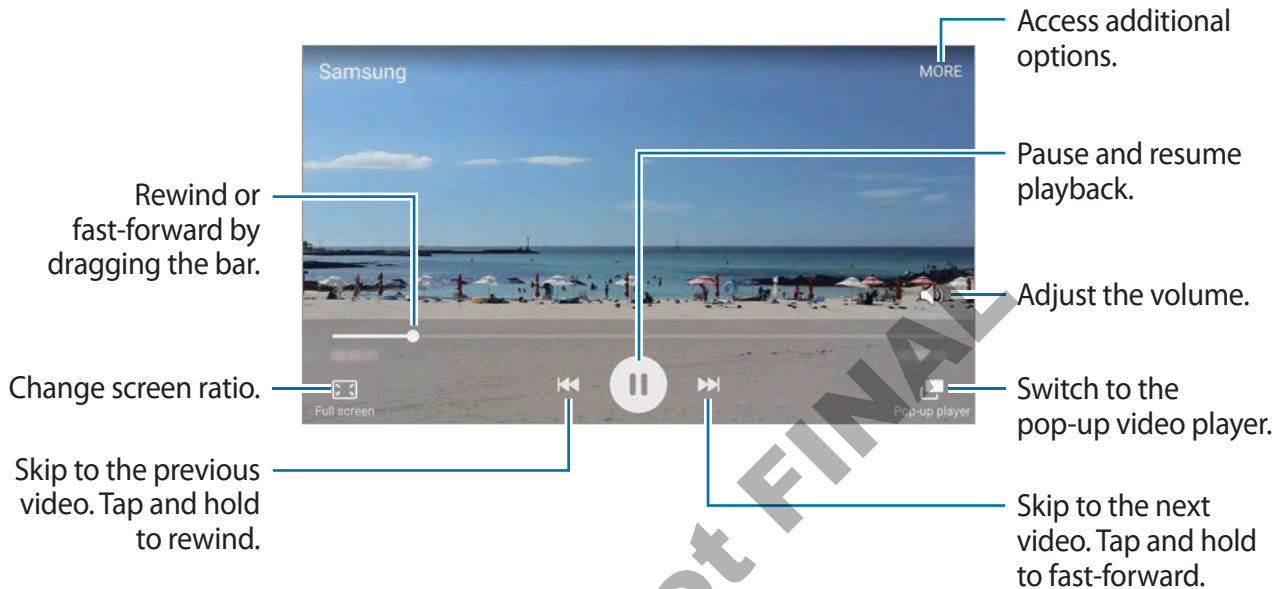 Access additional
options.
Samsung
MORE
Pause and resume
playback.
Rewind or
fast-forward by
dragging the bar.
Adjust the volume.
Change screen ratio.
Full screen
Pop-up player
Switch to the
pop-up video player.
Skip to the previous
video. Tap and hold
to rewind.
Skip to the next
video. Tap and hold
to fast-forward.
FINAL